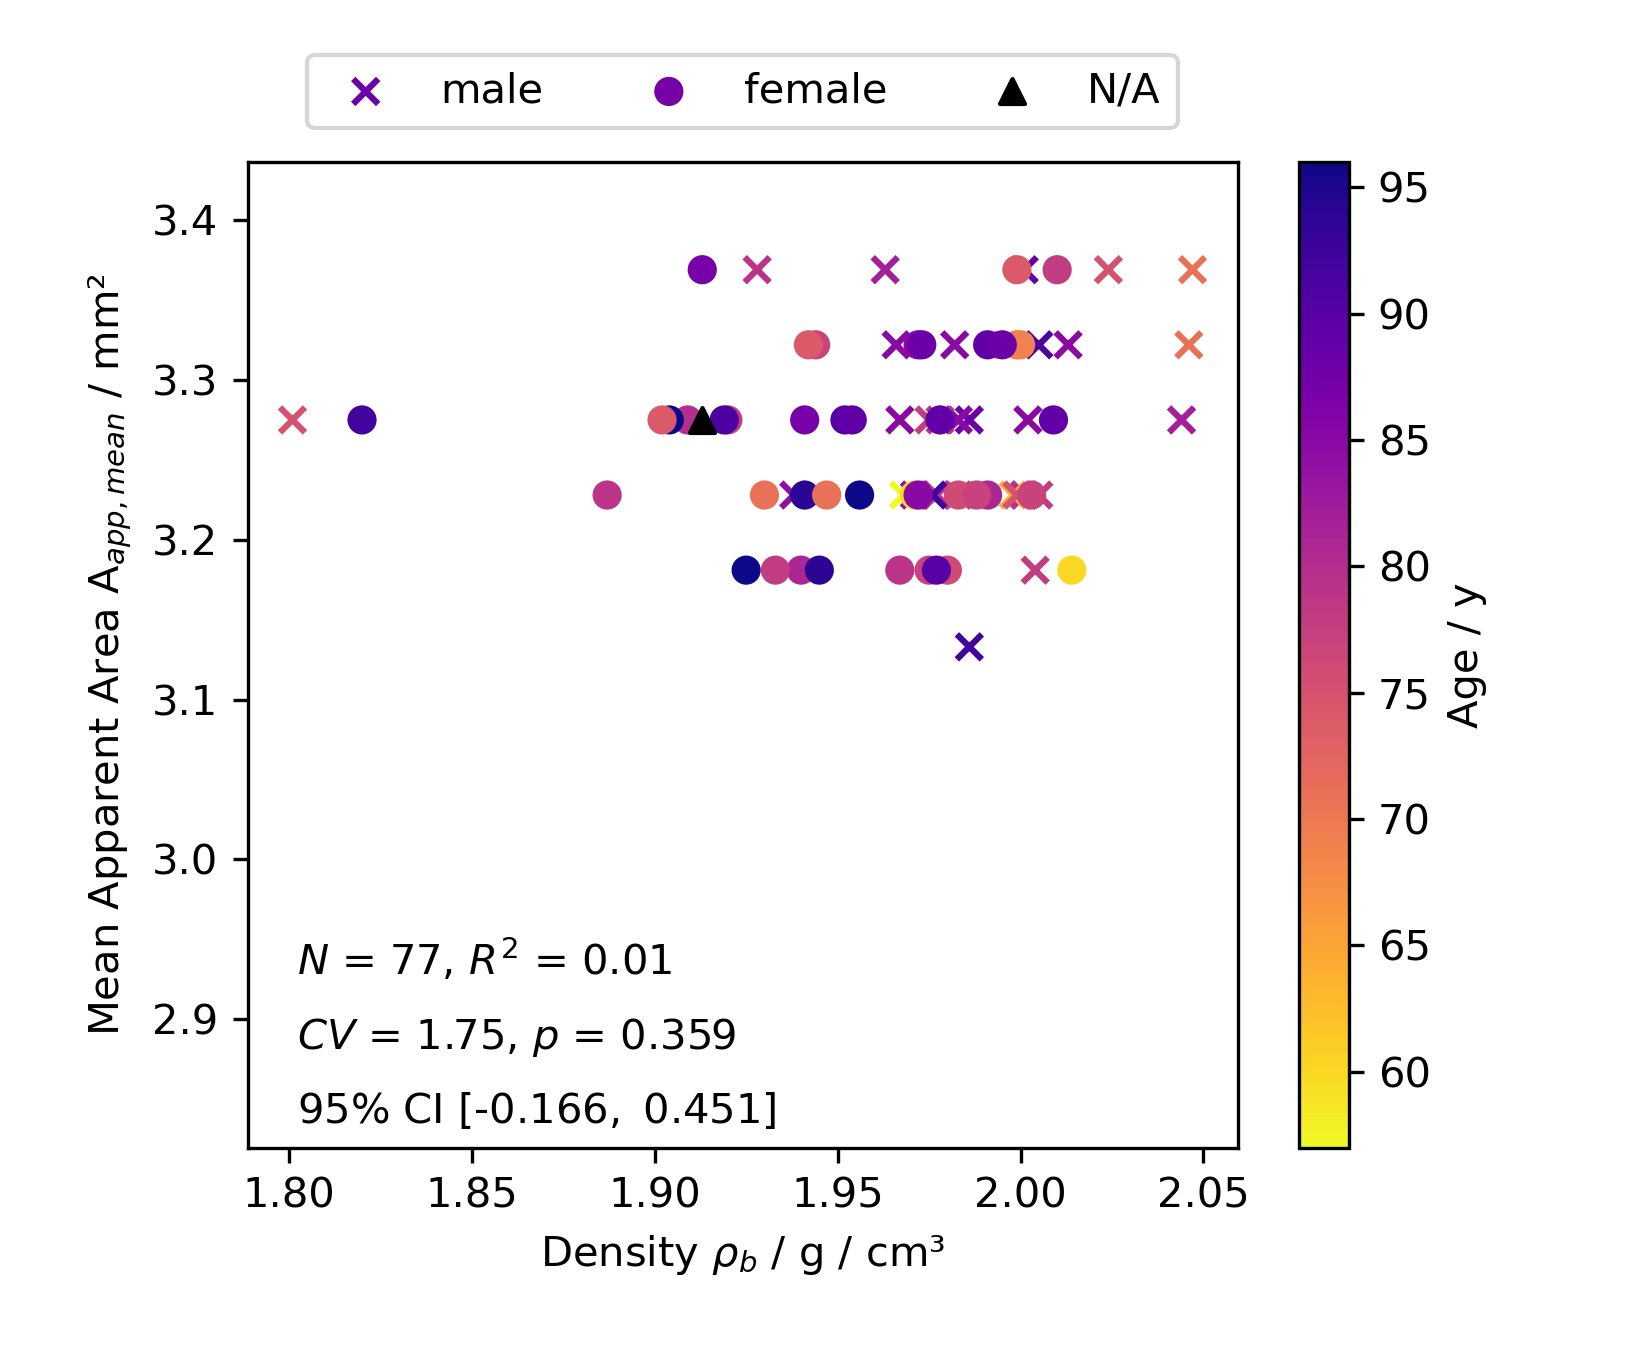 male female N/A
3.4
3.3
3.2
3.1
3.0
2.9
Mean Apparent Area A_{app, mean} / mm²
N = 77, R² = 0.01
CV = 1.75, p = 0.359
95% CI [-0.166, 0.451]
1.80 1.85 1.90 1.95 2.00 2.05
Density ρ_b / g / cm³
95
90
85
80
75
70
65
60
Age / y